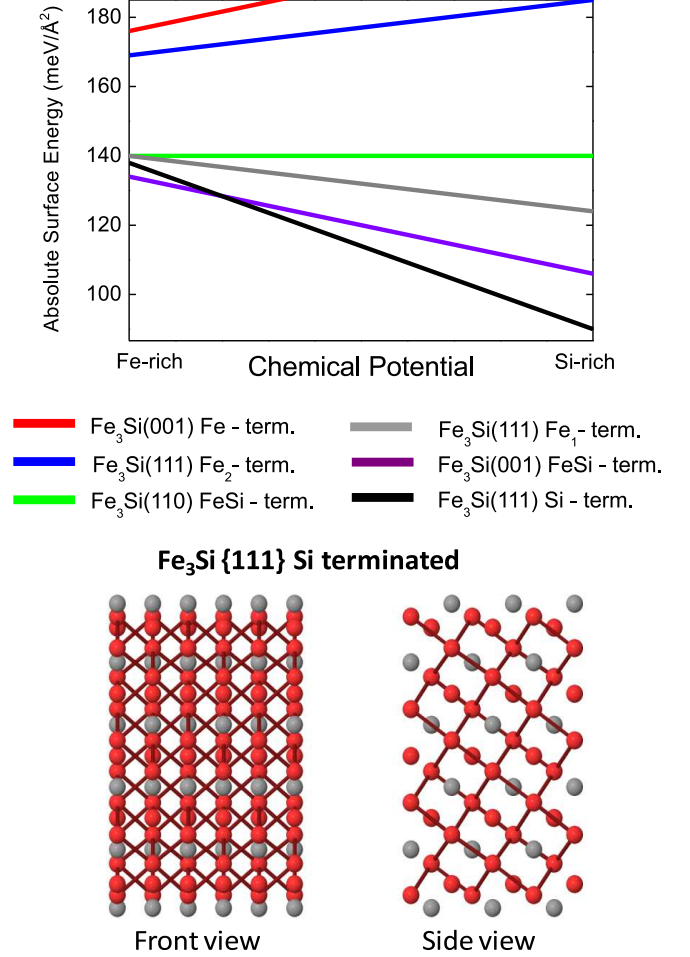 Absolute Surface Energy (meV/Å²)
180
160
140
120
100
Fe-rich
Chemical Potential
Si-rich
Fe₃Si(001) Fe - term.
Fe₃Si(111) Fe₁- term.
Fe₃Si(111) Fe₂- term.
Fe₃Si(001) FeSi - term.
Fe₃Si(110) FeSi - term.
Fe₃Si(111) Si - term.
Fe₃Si {111} Si terminated
Front view
Side view